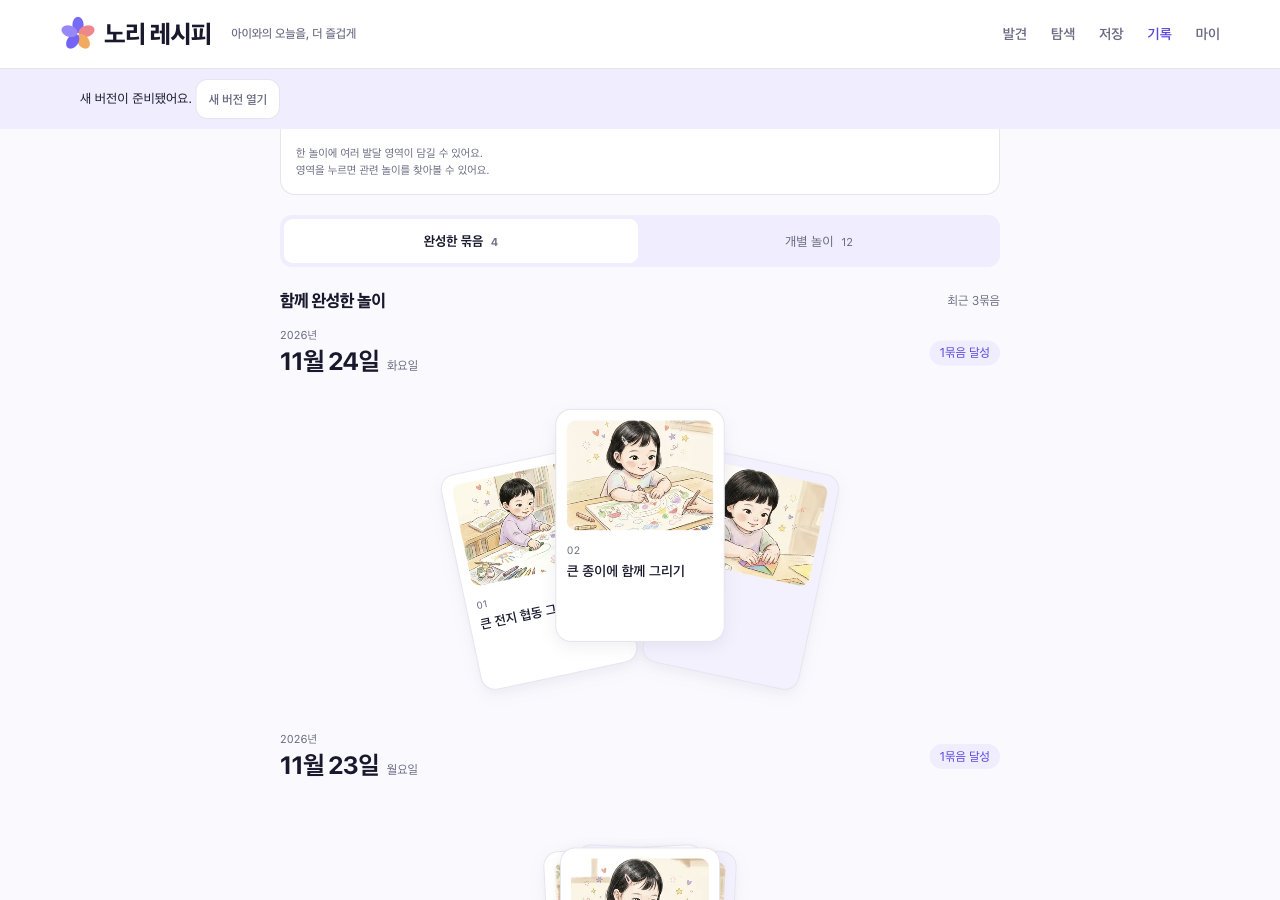 노리 레시피
아이와의 오늘을, 더 즐겁게
발견
탐색
저장
기록
마이
새 버전이 준비됐어요.
새 버전 열기
한 놀이에 여러 발달 영역이 담길 수 있어요.
영역을 누르면 관련 놀이를 찾아볼 수 있어요.
완성한 묶음 4
개별 놀이 12
함께 완성한 놀이
최근 3묶음
2026년
11월 24일 화요일
1묶음 달성
01
큰 전지 협동 그
02
큰 종이에 함께 그리기
2026년
11월 23일 월요일
1묶음 달성